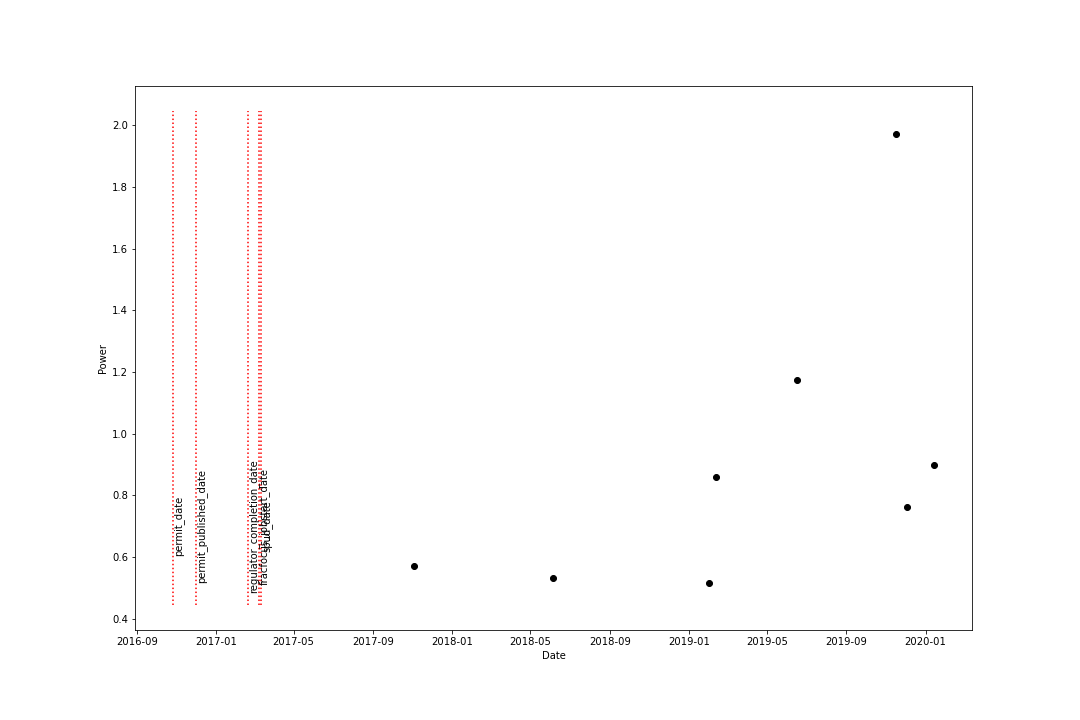 2.0
1.8
1.6
1.4
1.2
1.0
0.8
0.6
0.4
Power
permit_date
permit_published_date
regulator_completion_date
spud_date
2016-09 2017-01 2017-05 2017-09 2018-01 2018-05 2018-09 2019-01 2019-05 2019-09 2020-01
Date